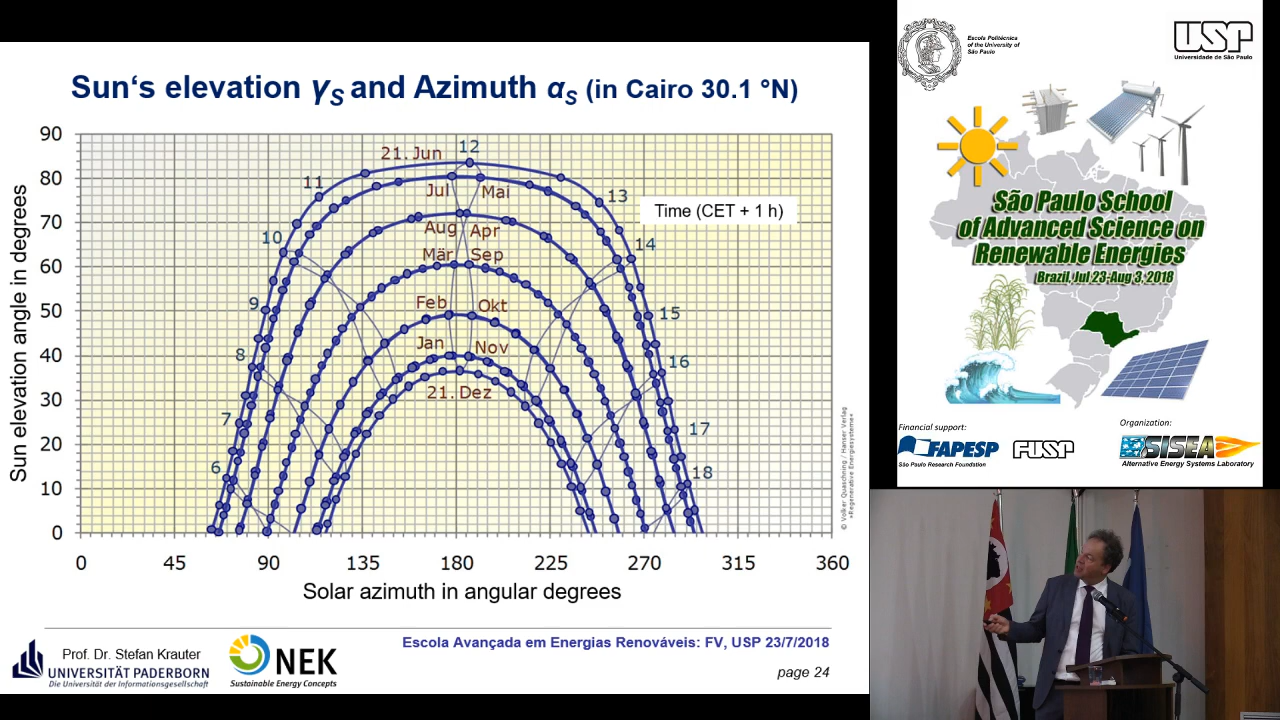 Sun‘s elevation γS and Azimuth αS (in Cairo 30.1 °N)
Sun elevation angle in degrees
90
80
70
60
50
40
30
20
10
0
21. Jun
12
11
13
Jul
Mai
Time (CET + 1 h)
10
14
Aug
Apr
Mär
Sep
9
15
Feb
Okt
8
16
Jan
Nov
21. Dez
7
17
6
18
0
45
90
135
180
225
270
315
360
Solar azimuth in angular degrees
© Volker Quaschning / Hanser Verlag
»Regenerative Energiesysteme«
Prof. Dr. Stefan Krauter
UNIVERSITÄT PADERBORN
Die Universität der Informationsgesellschaft
NEK
Sustainable Energy Concepts
Escola Avançada em Energias Renováveis: FV, USP 23/7/2018
page 24
Escola Politécnica
of the University of
São Paulo
USP
Universidade de São Paulo
São Paulo School
of Advanced Science on
Renewable Energies
Brazil, Jul 23-Aug 3, 2018
Financial support:
FAPESP
São Paulo Research Foundation
FUSP
Organization:
SISEA
Alternative Energy Systems Laboratory